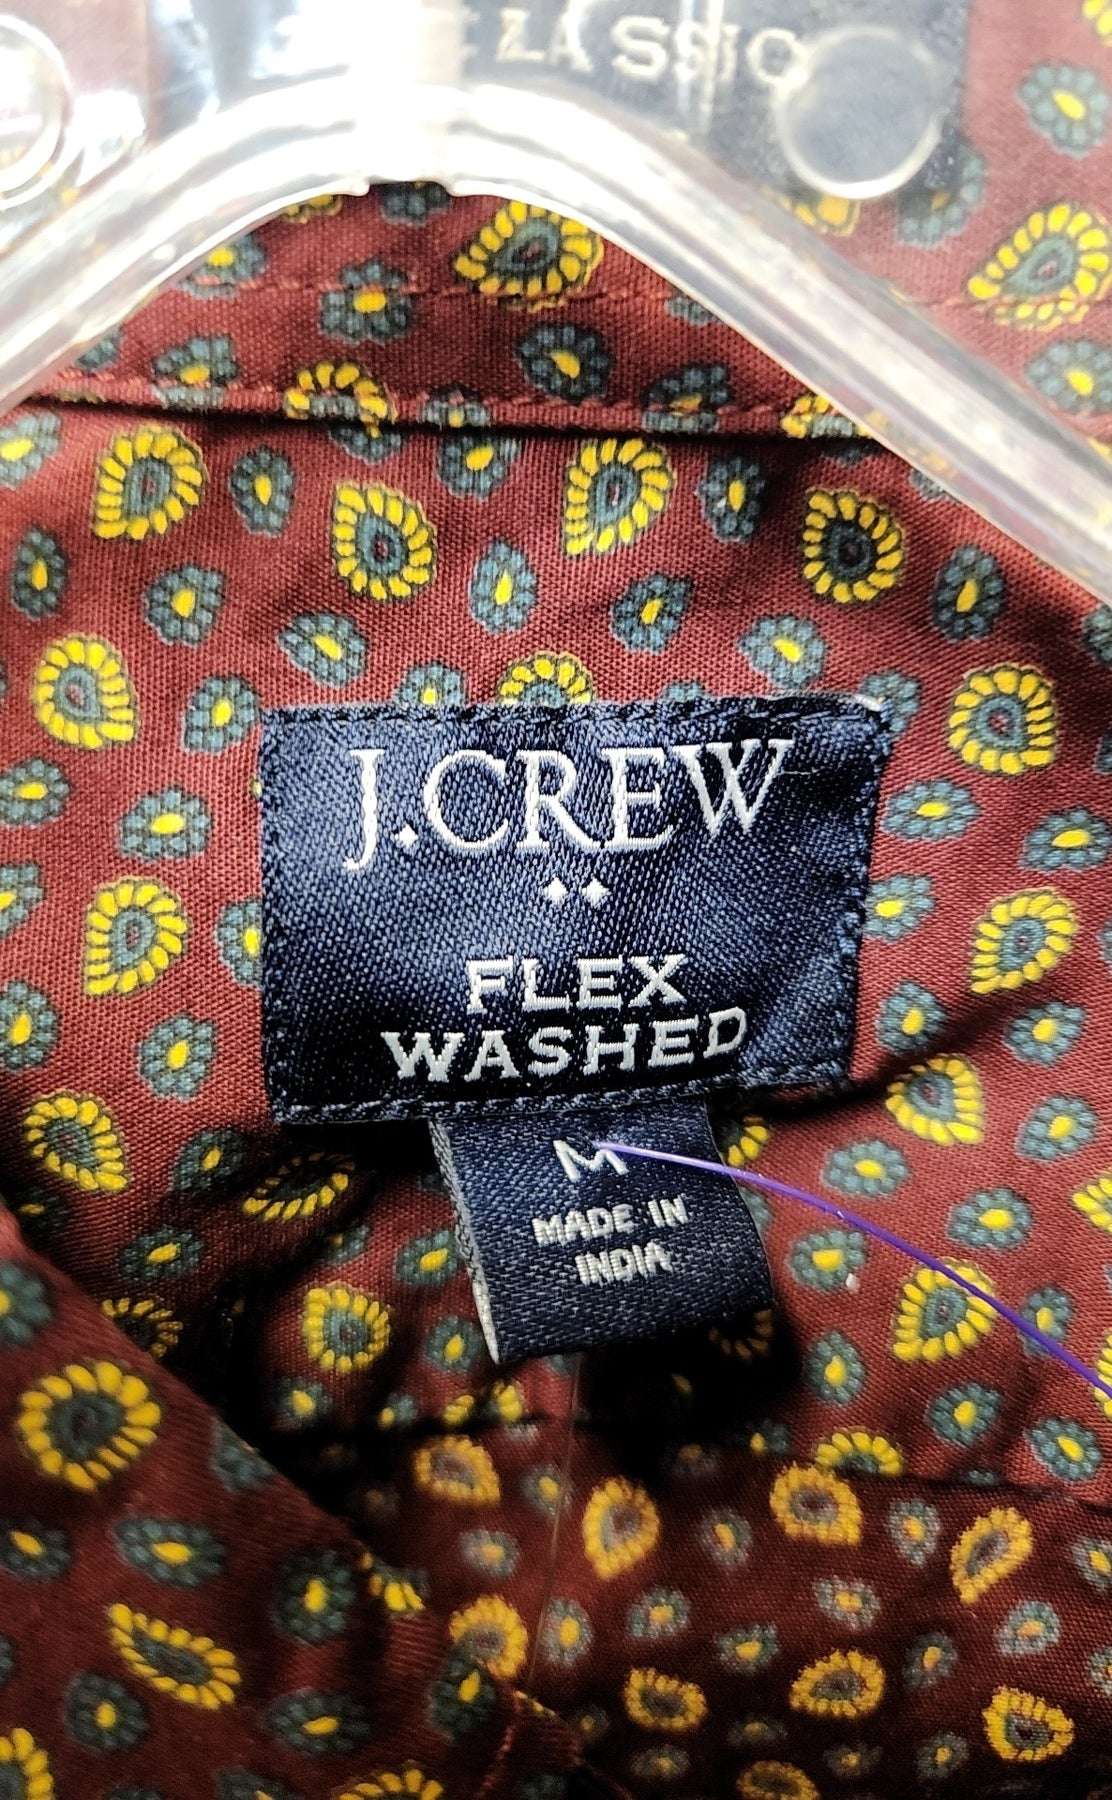 J.CREW
FLEX
WASHED
M
MADE IN
INDIA